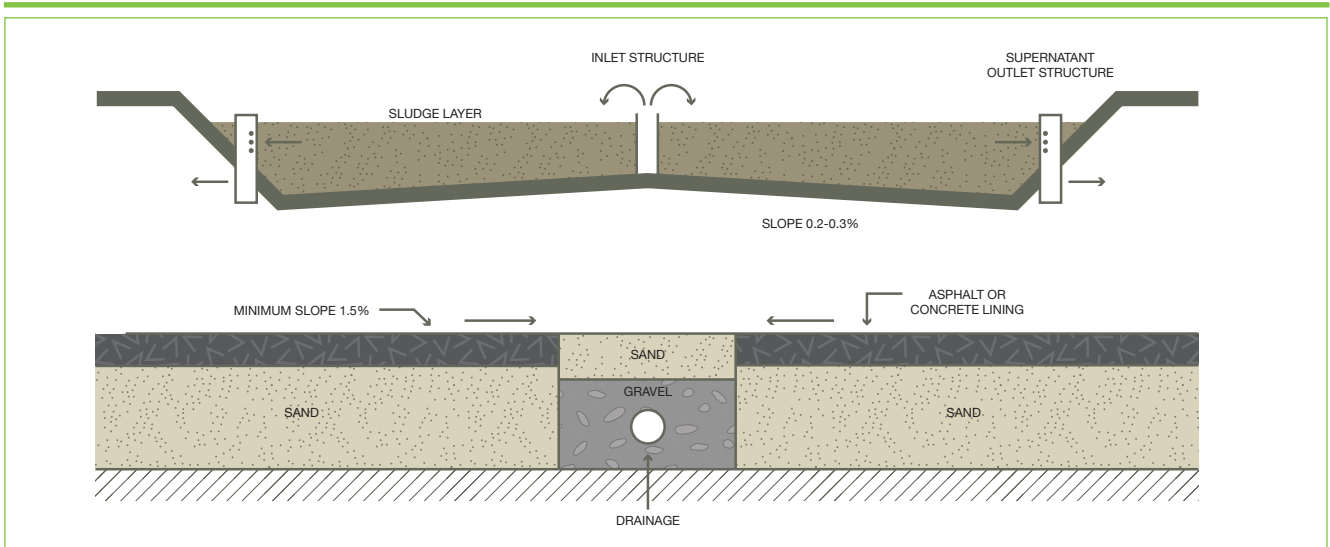 INLET STRUCTURE
SUPERNATANT
OUTLET STRUCTURE
SLUDGE LAYER
SLOPE 0.2-0.3%
MINIMUM SLOPE 1.5%
ASPHALT OR
CONCRETE LINING
SAND
GRAVEL
SAND
SAND
DRAINAGE